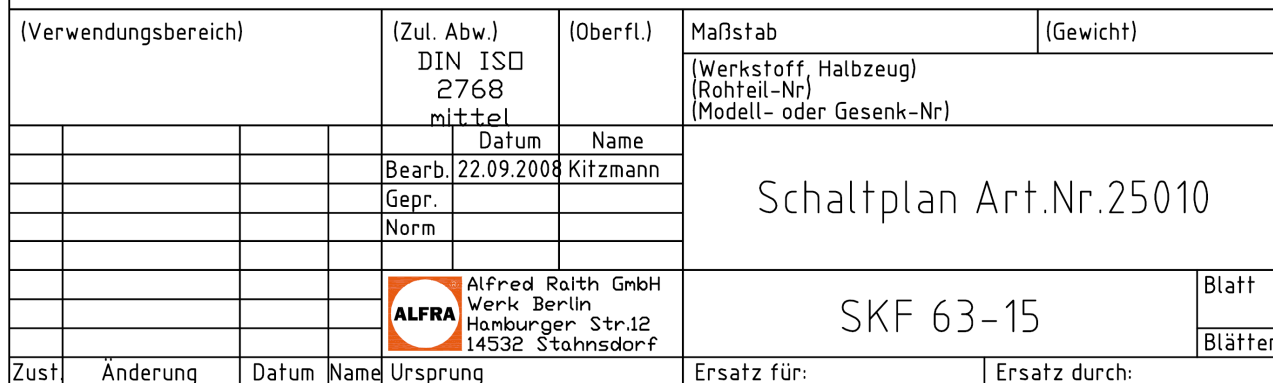 (Verwendungsbereich)
(Zul. Abw.)
DIN ISO
2768
mittel
(Oberfl.)
Maßstab
(Gewicht)
(Werkstoff, Halbzeug)
(Rohteil-Nr)
(Modell- oder Gesenk-Nr)
Datum Name
Bearb. 22.09.2008 Kitzmann
Gepr.
Norm
Schaltplan Art.Nr.25010
ALFRA
®
Alfred Raith GmbH
Werk Berlin
Hamburger Str.12
14532 Stahnsdorf
SKF 63-15
Blatt
Blätter
Zust. Änderung Datum Name Ursprung Ersatz für: Ersatz durch: